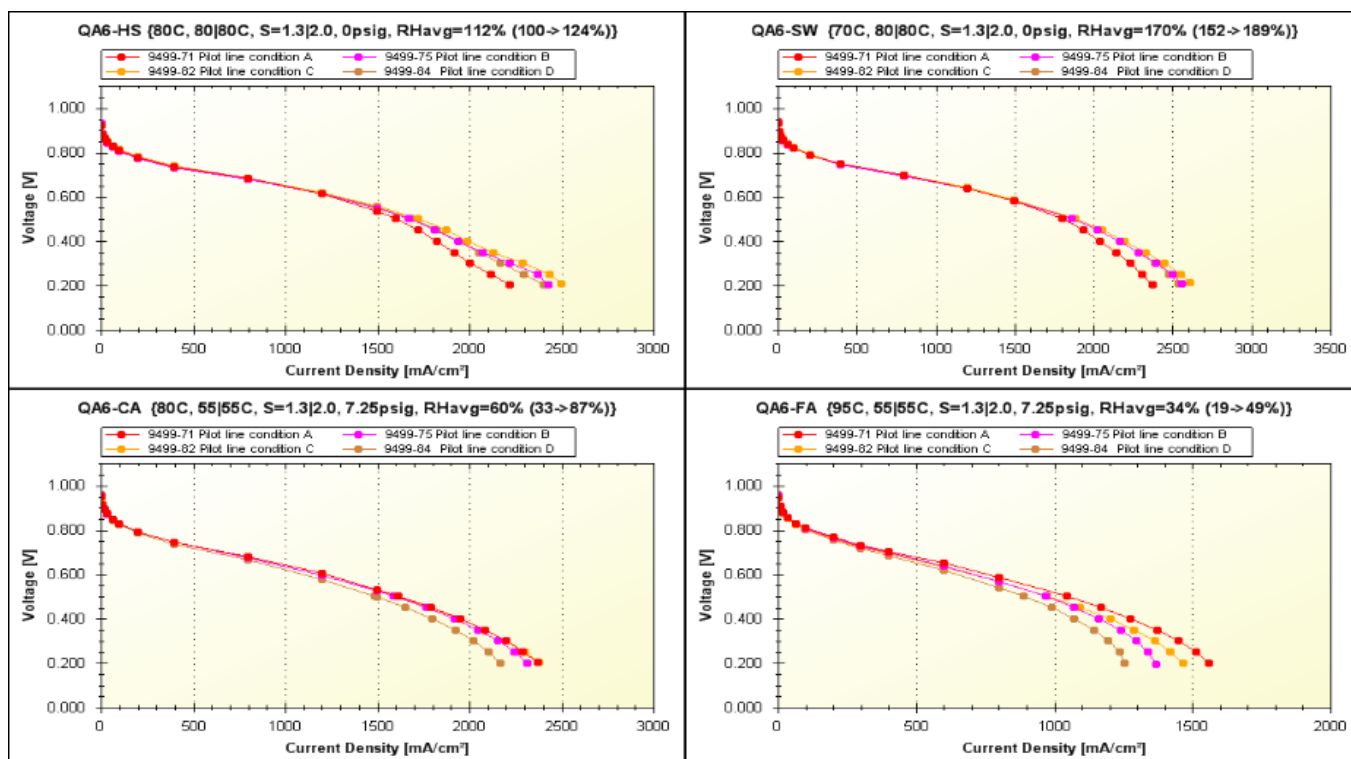 QA6-HS {80C, 80|80C, S=1.3|2.0, 0psig, RHavg=112% (100->124%)}
9499-71 Pilot line condition A
9499-75 Pilot line condition B
9499-82 Pilot line condition C
9499-84 Pilot line condition D
Voltage [V]
1.000
0.800
0.600
0.400
0.200
0.000
0 500 1000 1500 2000 2500 3000
Current Density [mA/cm²]
QA6-SW {70C, 80|80C, S=1.3|2.0, 0psig, RHavg=170% (152->189%)}
9499-71 Pilot line condition A
9499-75 Pilot line condition B
9499-82 Pilot line condition C
9499-84 Pilot line condition D
Voltage [V]
1.000
0.800
0.600
0.400
0.200
0.000
0 500 1000 1500 2000 2500 3000 3500
Current Density [mA/cm²]
QA6-CA {80C, 55|55C, S=1.3|2.0, 7.25psig, RHavg=60% (33->87%)}
9499-71 Pilot line condition A
9499-75 Pilot line condition B
9499-82 Pilot line condition C
9499-84 Pilot line condition D
Voltage [V]
1.000
0.800
0.600
0.400
0.200
0.000
0 500 1000 1500 2000 2500 3000
Current Density [mA/cm²]
QA6-FA {95C, 55|55C, S=1.3|2.0, 7.25psig, RHavg=34% (19->49%)}
9499-71 Pilot line condition A
9499-75 Pilot line condition B
9499-82 Pilot line condition C
9499-84 Pilot line condition D
Voltage [V]
1.000
0.800
0.600
0.400
0.200
0.000
0 500 1000 1500 2000
Current Density [mA/cm²]